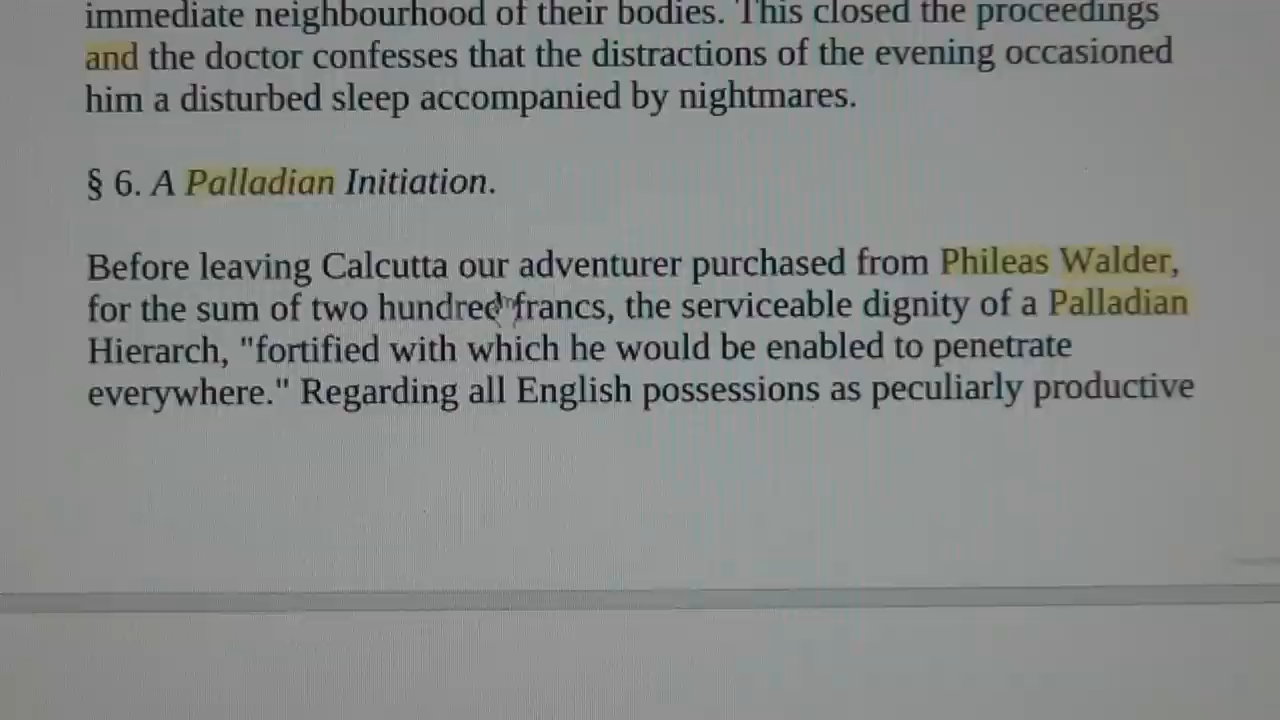 immediate neighbourhood of their bodies. This closed the proceedings
and the doctor confesses that the distractions of the evening occasioned
him a disturbed sleep accompanied by nightmares.
§ 6. A Palladian Initiation.
Before leaving Calcutta our adventurer purchased from Phileas Walder,
for the sum of two hundred francs, the serviceable dignity of a Palladian
Hierarch, "fortified with which he would be enabled to penetrate
everywhere." Regarding all English possessions as peculiarly productive